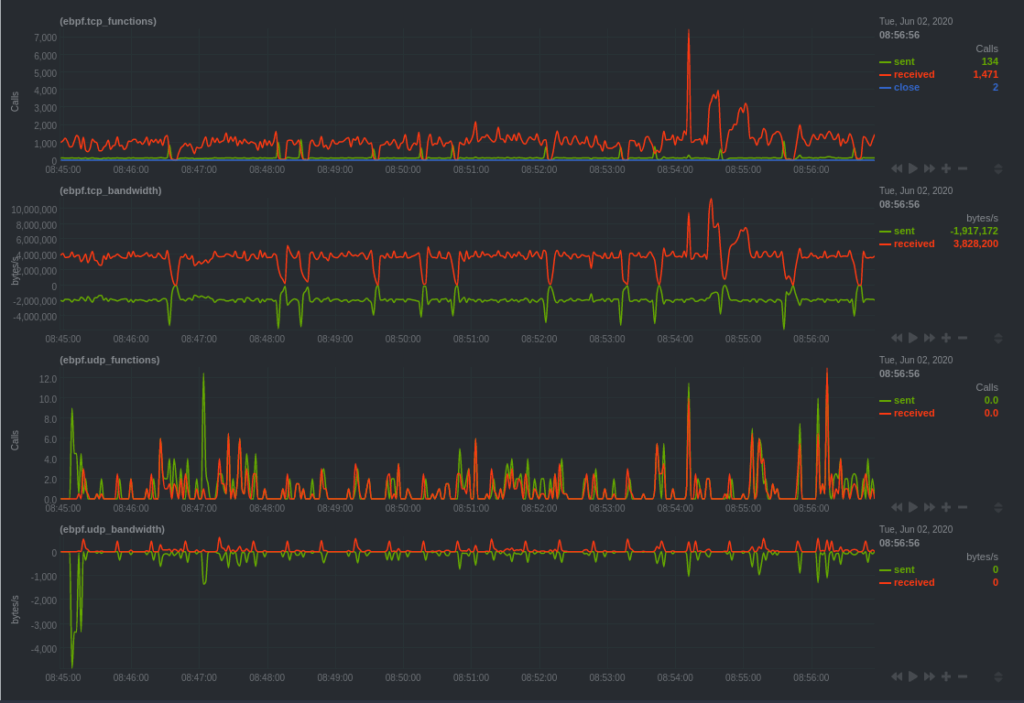 (ebpf.tcp_functions)
Tue, Jun 02, 2020
08:56:56
Calls
sent 134
received 1,471
close 2
7,000
6,000
5,000
4,000
3,000
2,000
1,000
0
Calls
08:45:00 08:46:00 08:47:00 08:48:00 08:49:00 08:50:00 08:51:00 08:52:00 08:53:00 08:54:00 08:55:00 08:56:00
(ebpf.tcp_bandwidth)
Tue, Jun 02, 2020
08:56:56
bytes/s
sent -1,917,172
received 3,828,200
10,000,000
8,000,000
6,000,000
4,000,000
2,000,000
0
-2,000,000
-4,000,000
bytes/s
08:45:00 08:46:00 08:47:00 08:48:00 08:49:00 08:50:00 08:51:00 08:52:00 08:53:00 08:54:00 08:55:00 08:56:00
(ebpf.udp_functions)
Tue, Jun 02, 2020
08:56:56
Calls
sent 0.0
received 0.0
12.0
10.0
8.0
6.0
4.0
2.0
0.0
Calls
08:45:00 08:46:00 08:47:00 08:48:00 08:49:00 08:50:00 08:51:00 08:52:00 08:53:00 08:54:00 08:55:00 08:56:00
(ebpf.udp_bandwidth)
Tue, Jun 02, 2020
08:56:56
bytes/s
sent 0
received 0
0
-1,000
-2,000
-3,000
-4,000
bytes/s
08:45:00 08:46:00 08:47:00 08:48:00 08:49:00 08:50:00 08:51:00 08:52:00 08:53:00 08:54:00 08:55:00 08:56:00